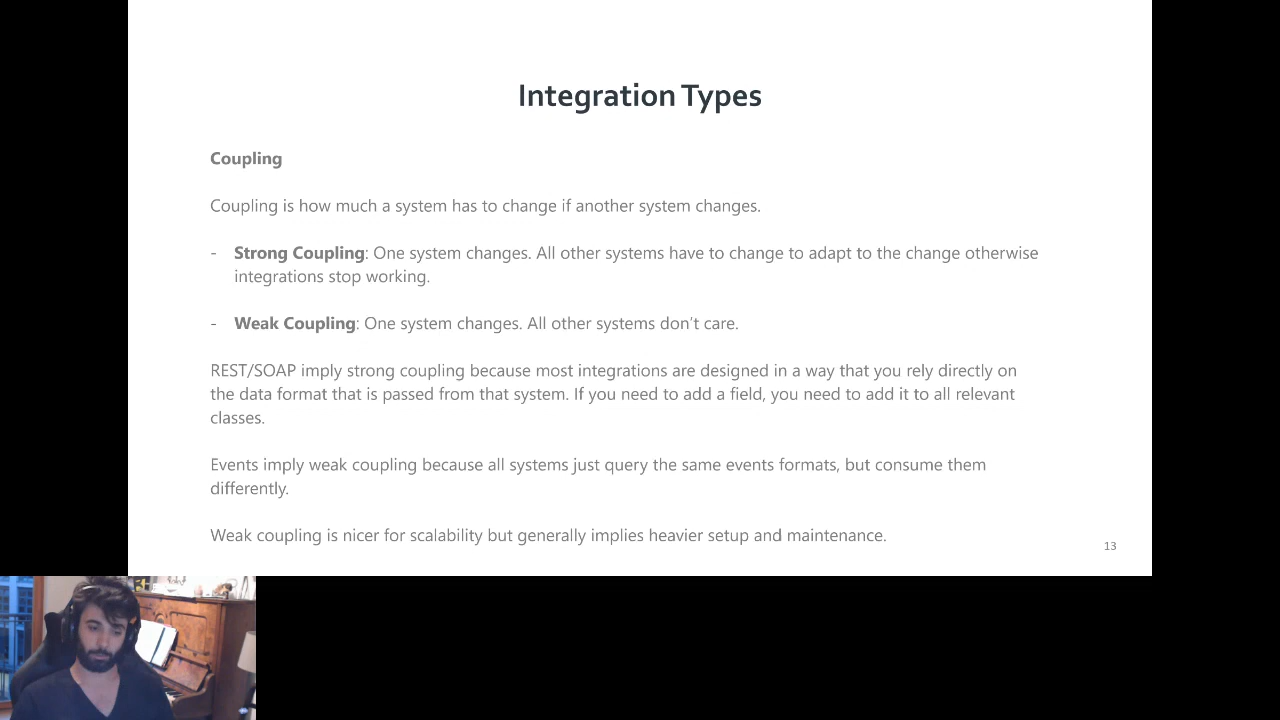 Integration Types
Coupling
Coupling is how much a system has to change if another system changes.
- Strong Coupling: One system changes. All other systems have to change to adapt to the change otherwise
integrations stop working.
- Weak Coupling: One system changes. All other systems don't care.
REST/SOAP imply strong coupling because most integrations are designed in a way that you rely directly on
the data format that is passed from that system. If you need to add a field, you need to add it to all relevant
classes.
Events imply weak coupling because all systems just query the same events formats, but consume them
differently.
Weak coupling is nicer for scalability but generally implies heavier setup and maintenance.
13